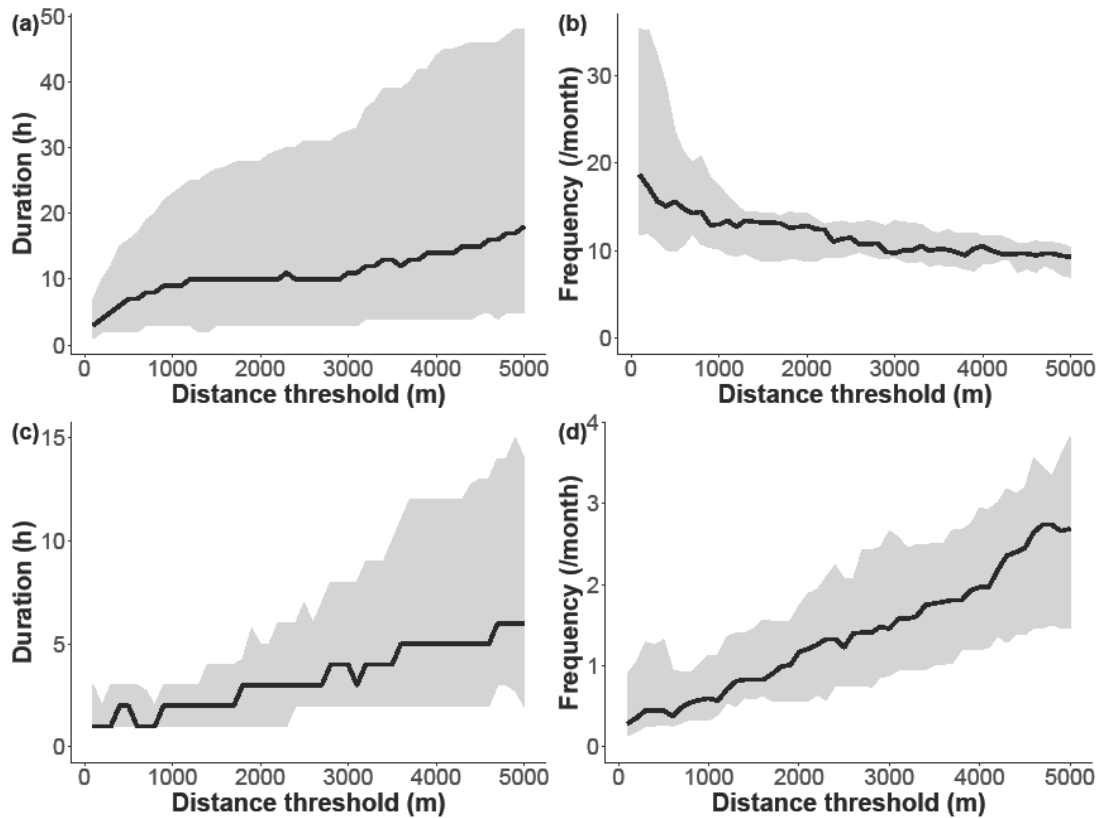 (a)
50
40
30
20
10
0
Duration (h)
0 1000 2000 3000 4000 5000
Distance threshold (m)
(b)
30
20
10
0
Frequency (/month)
0 1000 2000 3000 4000 5000
Distance threshold (m)
(c)
15
10
5
0
Duration (h)
0 1000 2000 3000 4000 5000
Distance threshold (m)
(d)
4
3
2
1
0
Frequency (/month)
0 1000 2000 3000 4000 5000
Distance threshold (m)